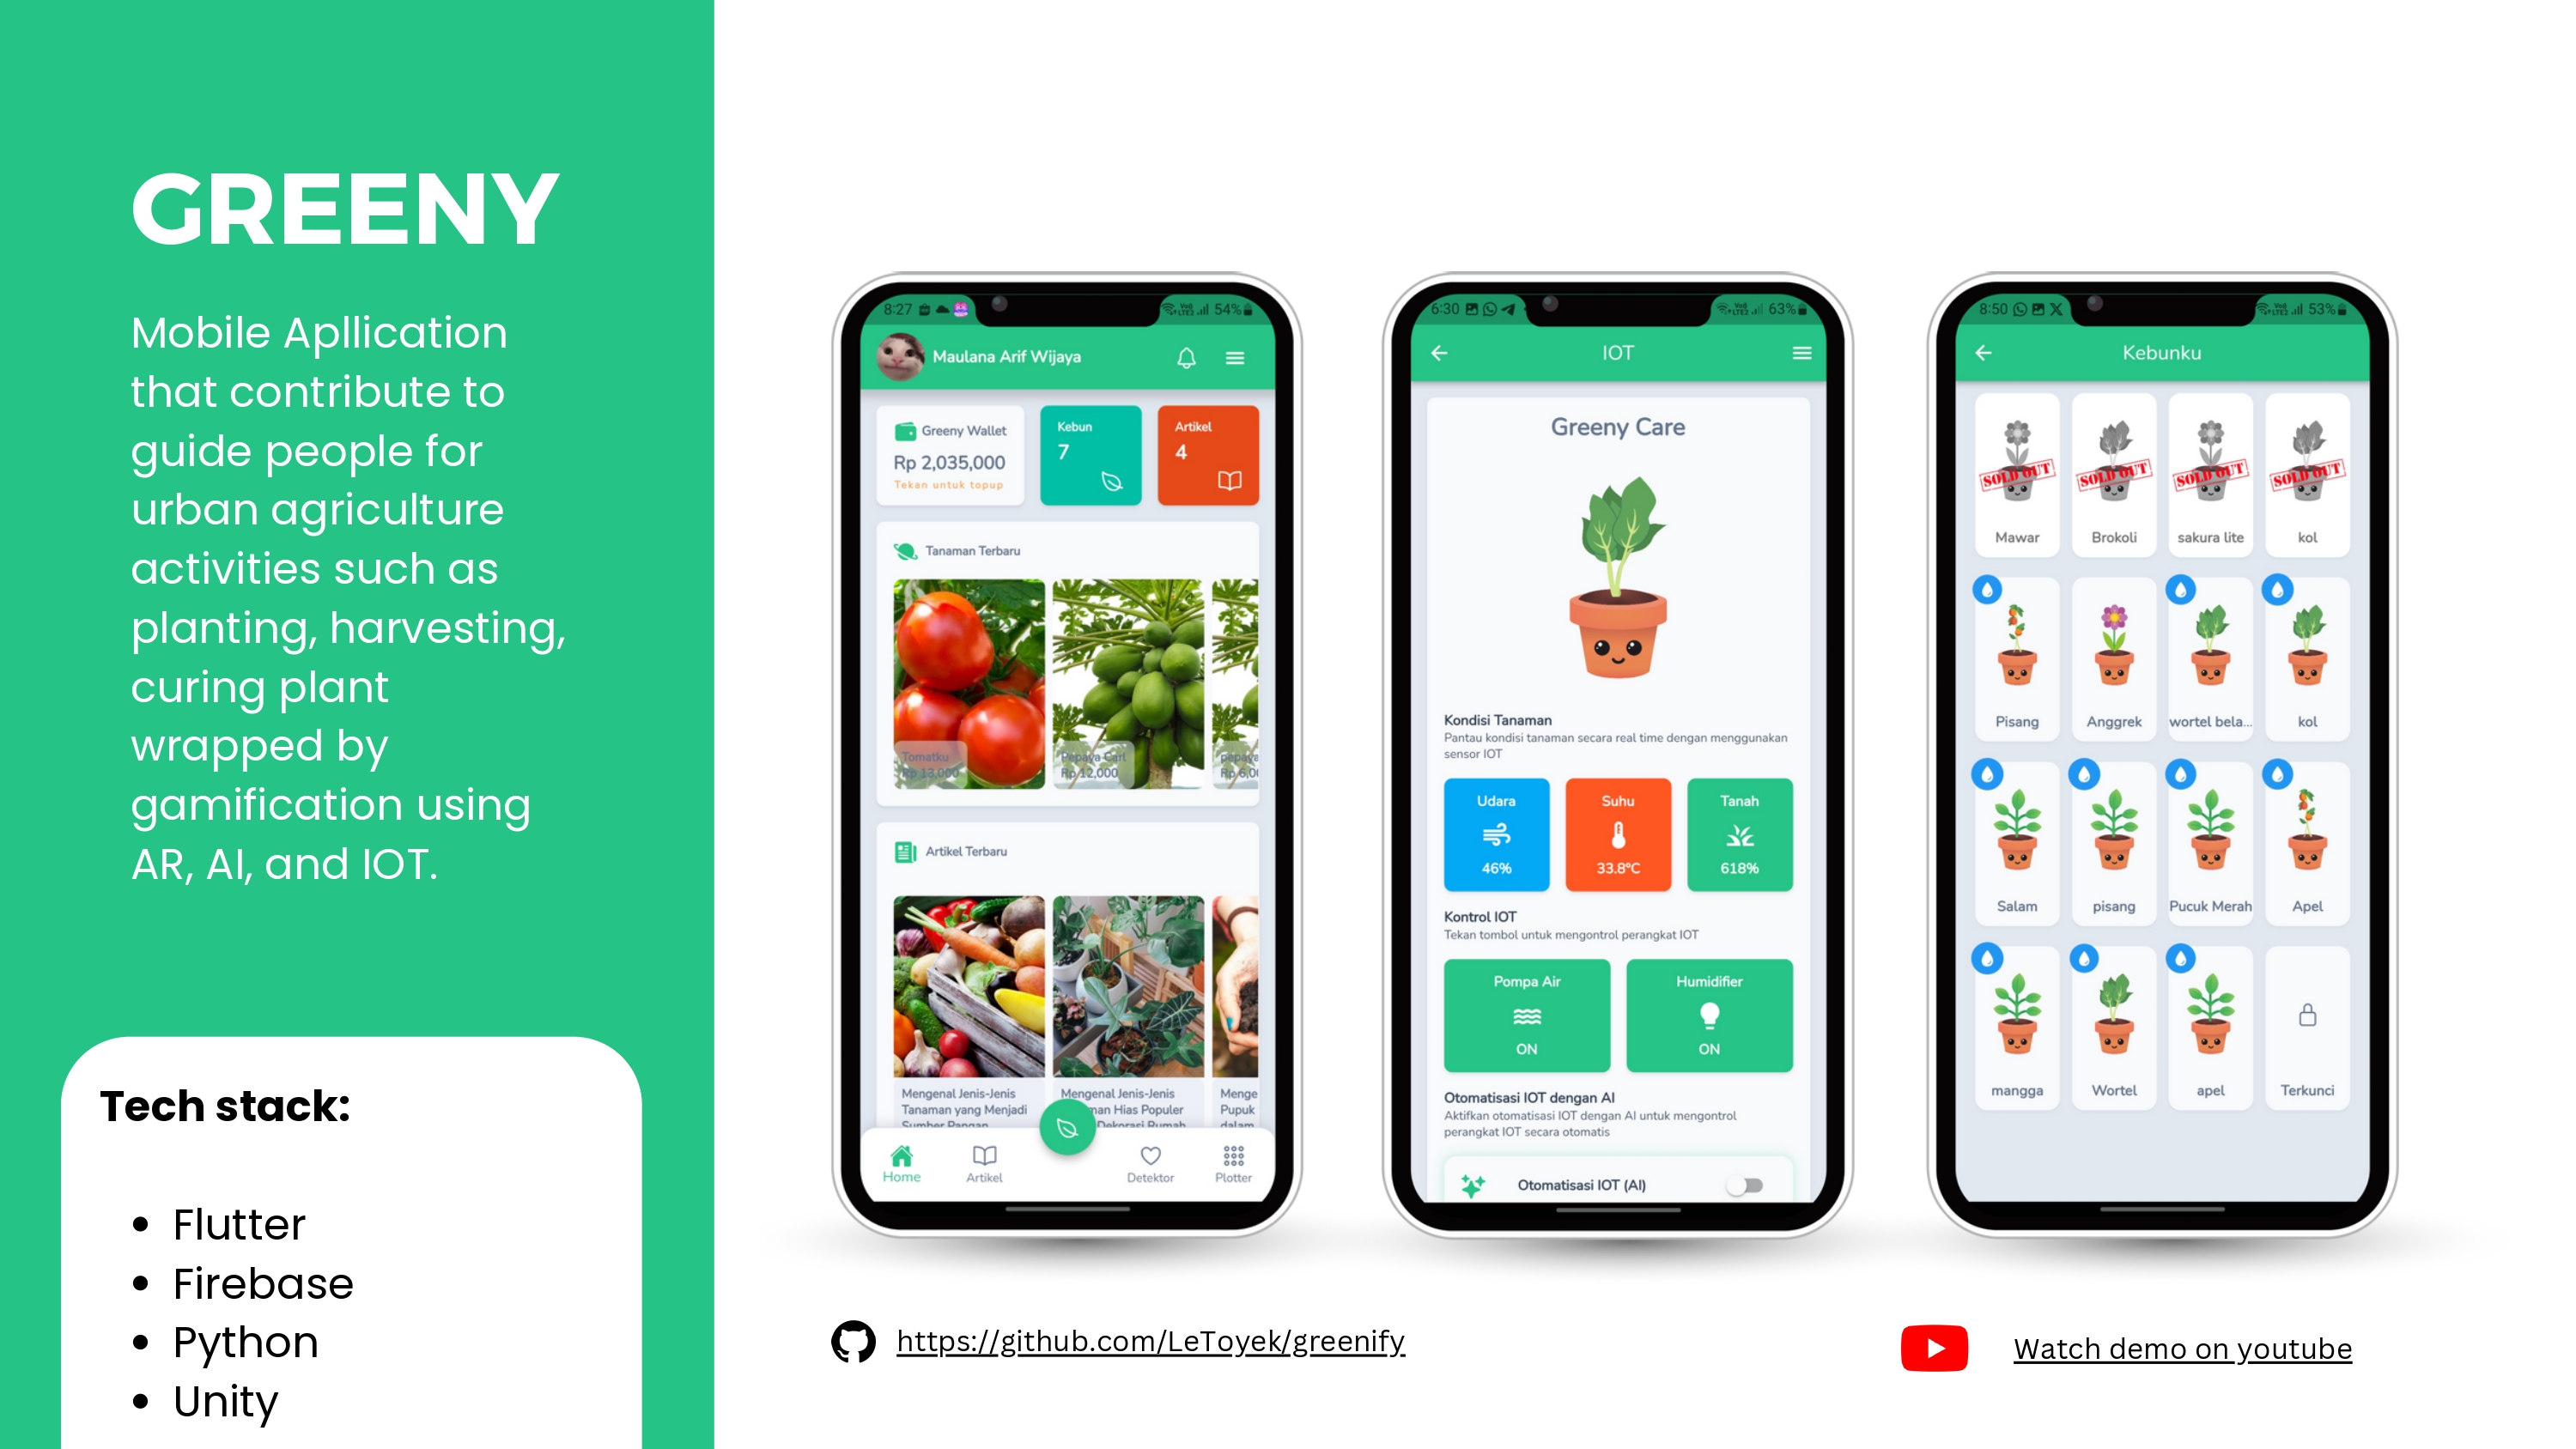 GREENY
Mobile Apllication
that contribute to
guide people for
urban agriculture
activities such as
planting, harvesting,
curing plant
wrapped by
gamification using
AR, AI, and IOT.
Tech stack:
Flutter
Firebase
Python
Unity
8:27
54%
Maulana Arif Wijaya
Greeny Wallet
Rp 2,035,000
Tekan untuk topup
Kebun
7
Artikel
4
Tanaman Terbaru
Tomatku
Rp 13,000
Pepaya Carl
Rp 12,000
pepaya
Rp 6,0
Artikel Terbaru
Mengenal Jenis-Jenis
Tanaman yang Menjadi
Sumber Pangan
Mengenal Jenis-Jenis
Hias Populer
Dekorasi Rumah
Menge
Pupuk
dalam
Home
Artikel
Detektor
Plotter
6:30
63%
IOT
Greeny Care
Kondisi Tanaman
Pantau kondisi tanaman secara real time dengan menggunakan
sensor IOT
Udara
46%
Suhu
33.8°C
Tanah
618%
Kontrol IOT
Tekan tombol untuk mengontrol perangkat IOT
Pompa Air
ON
Humidifier
ON
Otomatisasi IOT dengan AI
Aktifkan otomatisasi IOT dengan AI untuk mengontrol
perangkat IOT secara otomatis
Otomatisasi IOT (AI)
8:50
53%
Kebunku
SOLD OUT
SOLD OUT
SOLD OUT
SOLD OUT
Mawar
Brokoli
sakura lite
kol
Pisang
Anggrek
wortel bela...
kol
Salam
pisang
Pucuk Merah
Apel
mangga
Wortel
apel
Terkunci
https://github.com/LeToyek/greenify
Watch demo on youtube